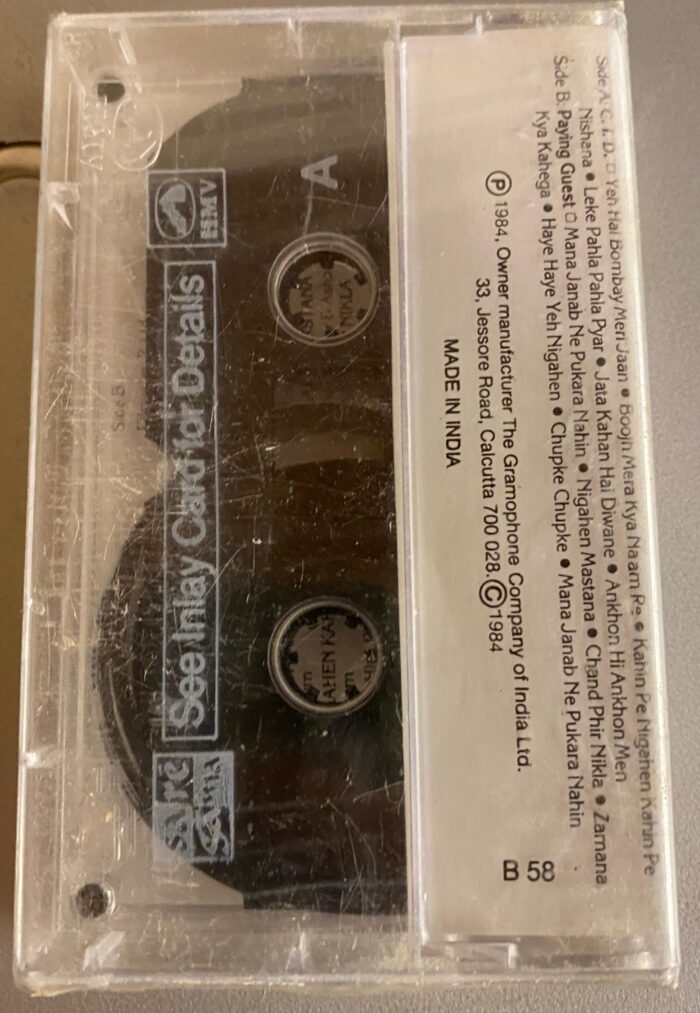 Side A: C. I. D. □ Yeh Hai Bombay Meri Jaan ● Boojh Mera Kya Naam Re ● Kahin Pe Nigahen Kahin Pe
Nishana ● Leke Pahla Pahla Pyar ● Jata Kahan Hai Diwane ● Ankhon Hi Ankhon Men
Side B: Paying Guest □ Mana Janab Ne Pukara Nahin ● Nigahen Mastana ● Chand Phir Nikla ● Zamana
Kya Kahega ● Haye Haye Yeh Nigahen ● Chupke Chupke ● Mana Janab Ne Pukara Nahin
Ⓟ 1984, Owner manufacturer The Gramophone Company of India Ltd.
33, Jessore Road, Calcutta 700 028. Ⓒ 1984
MADE IN INDIA
B 58
A
HMV
See Inlay Card for Details